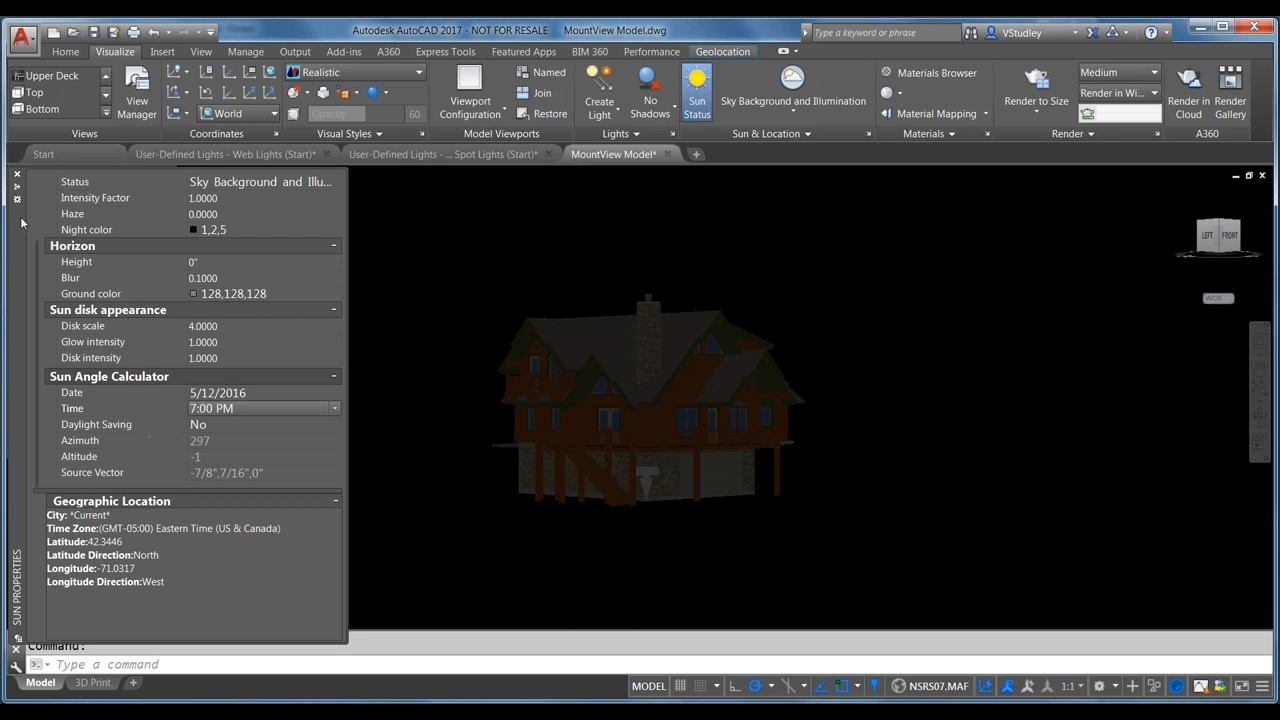 Autodesk AutoCAD 2017 - NOT FOR RESALE MountView Model.dwg
Type a keyword or phrase
VStudley
Home Visualize Insert View Manage Output Add-ins A360 Express Tools Featured Apps BIM 360 Performance Geolocation
Upper Deck
Top
Bottom
View Manager
World
Realistic
Opacity 60
Viewport Configuration
Named
Join
Restore
Create Light
No Shadows
Sun Status
Sky Background and Illumination
Materials Browser
Material Mapping
Render to Size
Medium
Render in Wi...
Render in Cloud
Render Gallery
Views Coordinates Visual Styles Model Viewports Lights Sun & Location Materials Render A360
Start User-Defined Lights - Web Lights (Start)* User-Defined Lights - ... Spot Lights (Start)* MountView Model*
Status Sky Background and Illu...
Intensity Factor 1.0000
Haze 0.0000
Night color 1,2,5
Horizon
Height 0"
Blur 0.1000
Ground color 128,128,128
Sun disk appearance
Disk scale 4.0000
Glow intensity 1.0000
Disk intensity 1.0000
Sun Angle Calculator
Date 5/12/2016
Time 7:00 PM
Daylight Saving No
Azimuth 297
Altitude -1
Source Vector -7/8",7/16",0"
Geographic Location
City: *Current*
Time Zone:(GMT-05:00) Eastern Time (US & Canada)
Latitude:42.3446
Latitude Direction:North
Longitude:-71.0317
Longitude Direction:West
SUN PROPERTIES
LEFT FRONT
WCS
Command:
Type a command
Model 3D Print
MODEL NSRS07.MAF 1:1